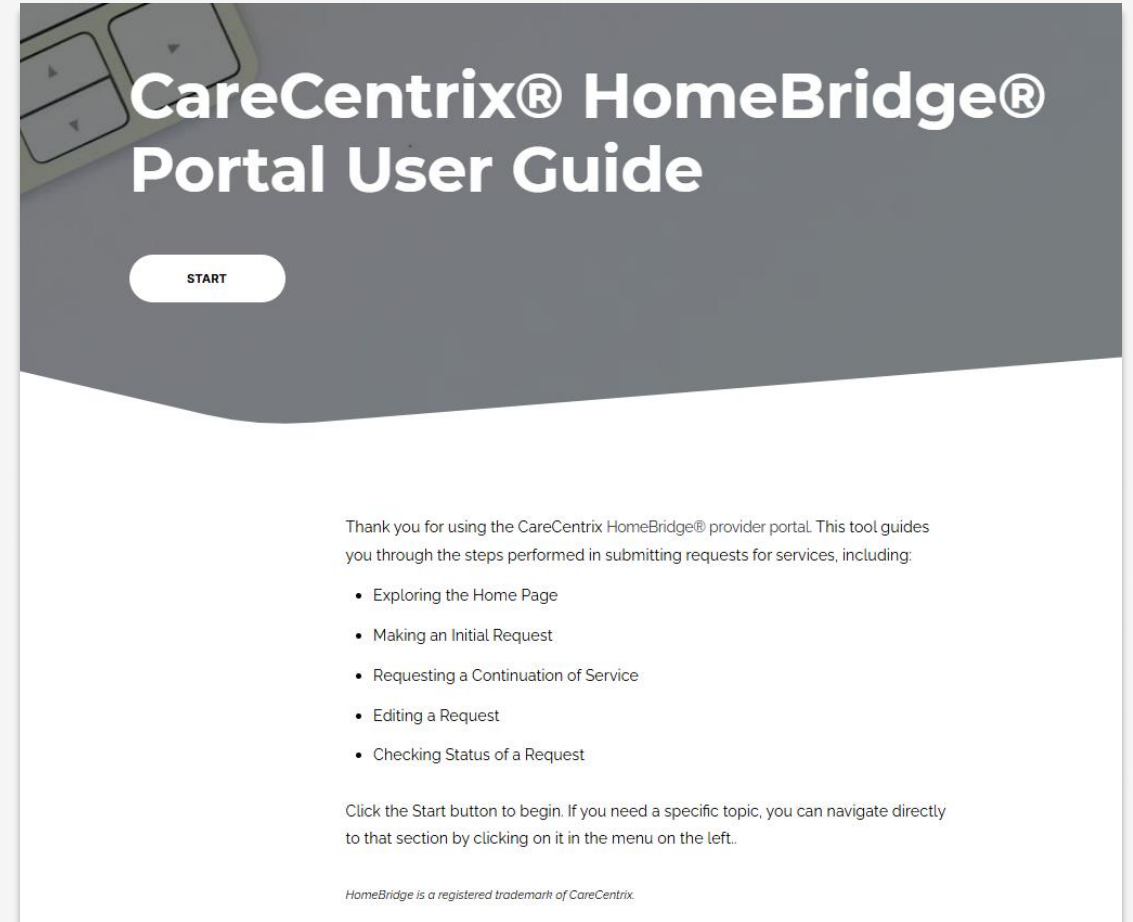 CareCentrix® HomeBridge®
Portal User Guide
START
Thank you for using the CareCentrix HomeBridge® provider portal. This tool guides
you through the steps performed in submitting requests for services, including:
• Exploring the Home Page
• Making an Initial Request
• Requesting a Continuation of Service
• Editing a Request
• Checking Status of a Request
Click the Start button to begin. If you need a specific topic, you can navigate directly
to that section by clicking on it in the menu on the left..
HomeBridge is a registered trademark of CareCentrix.